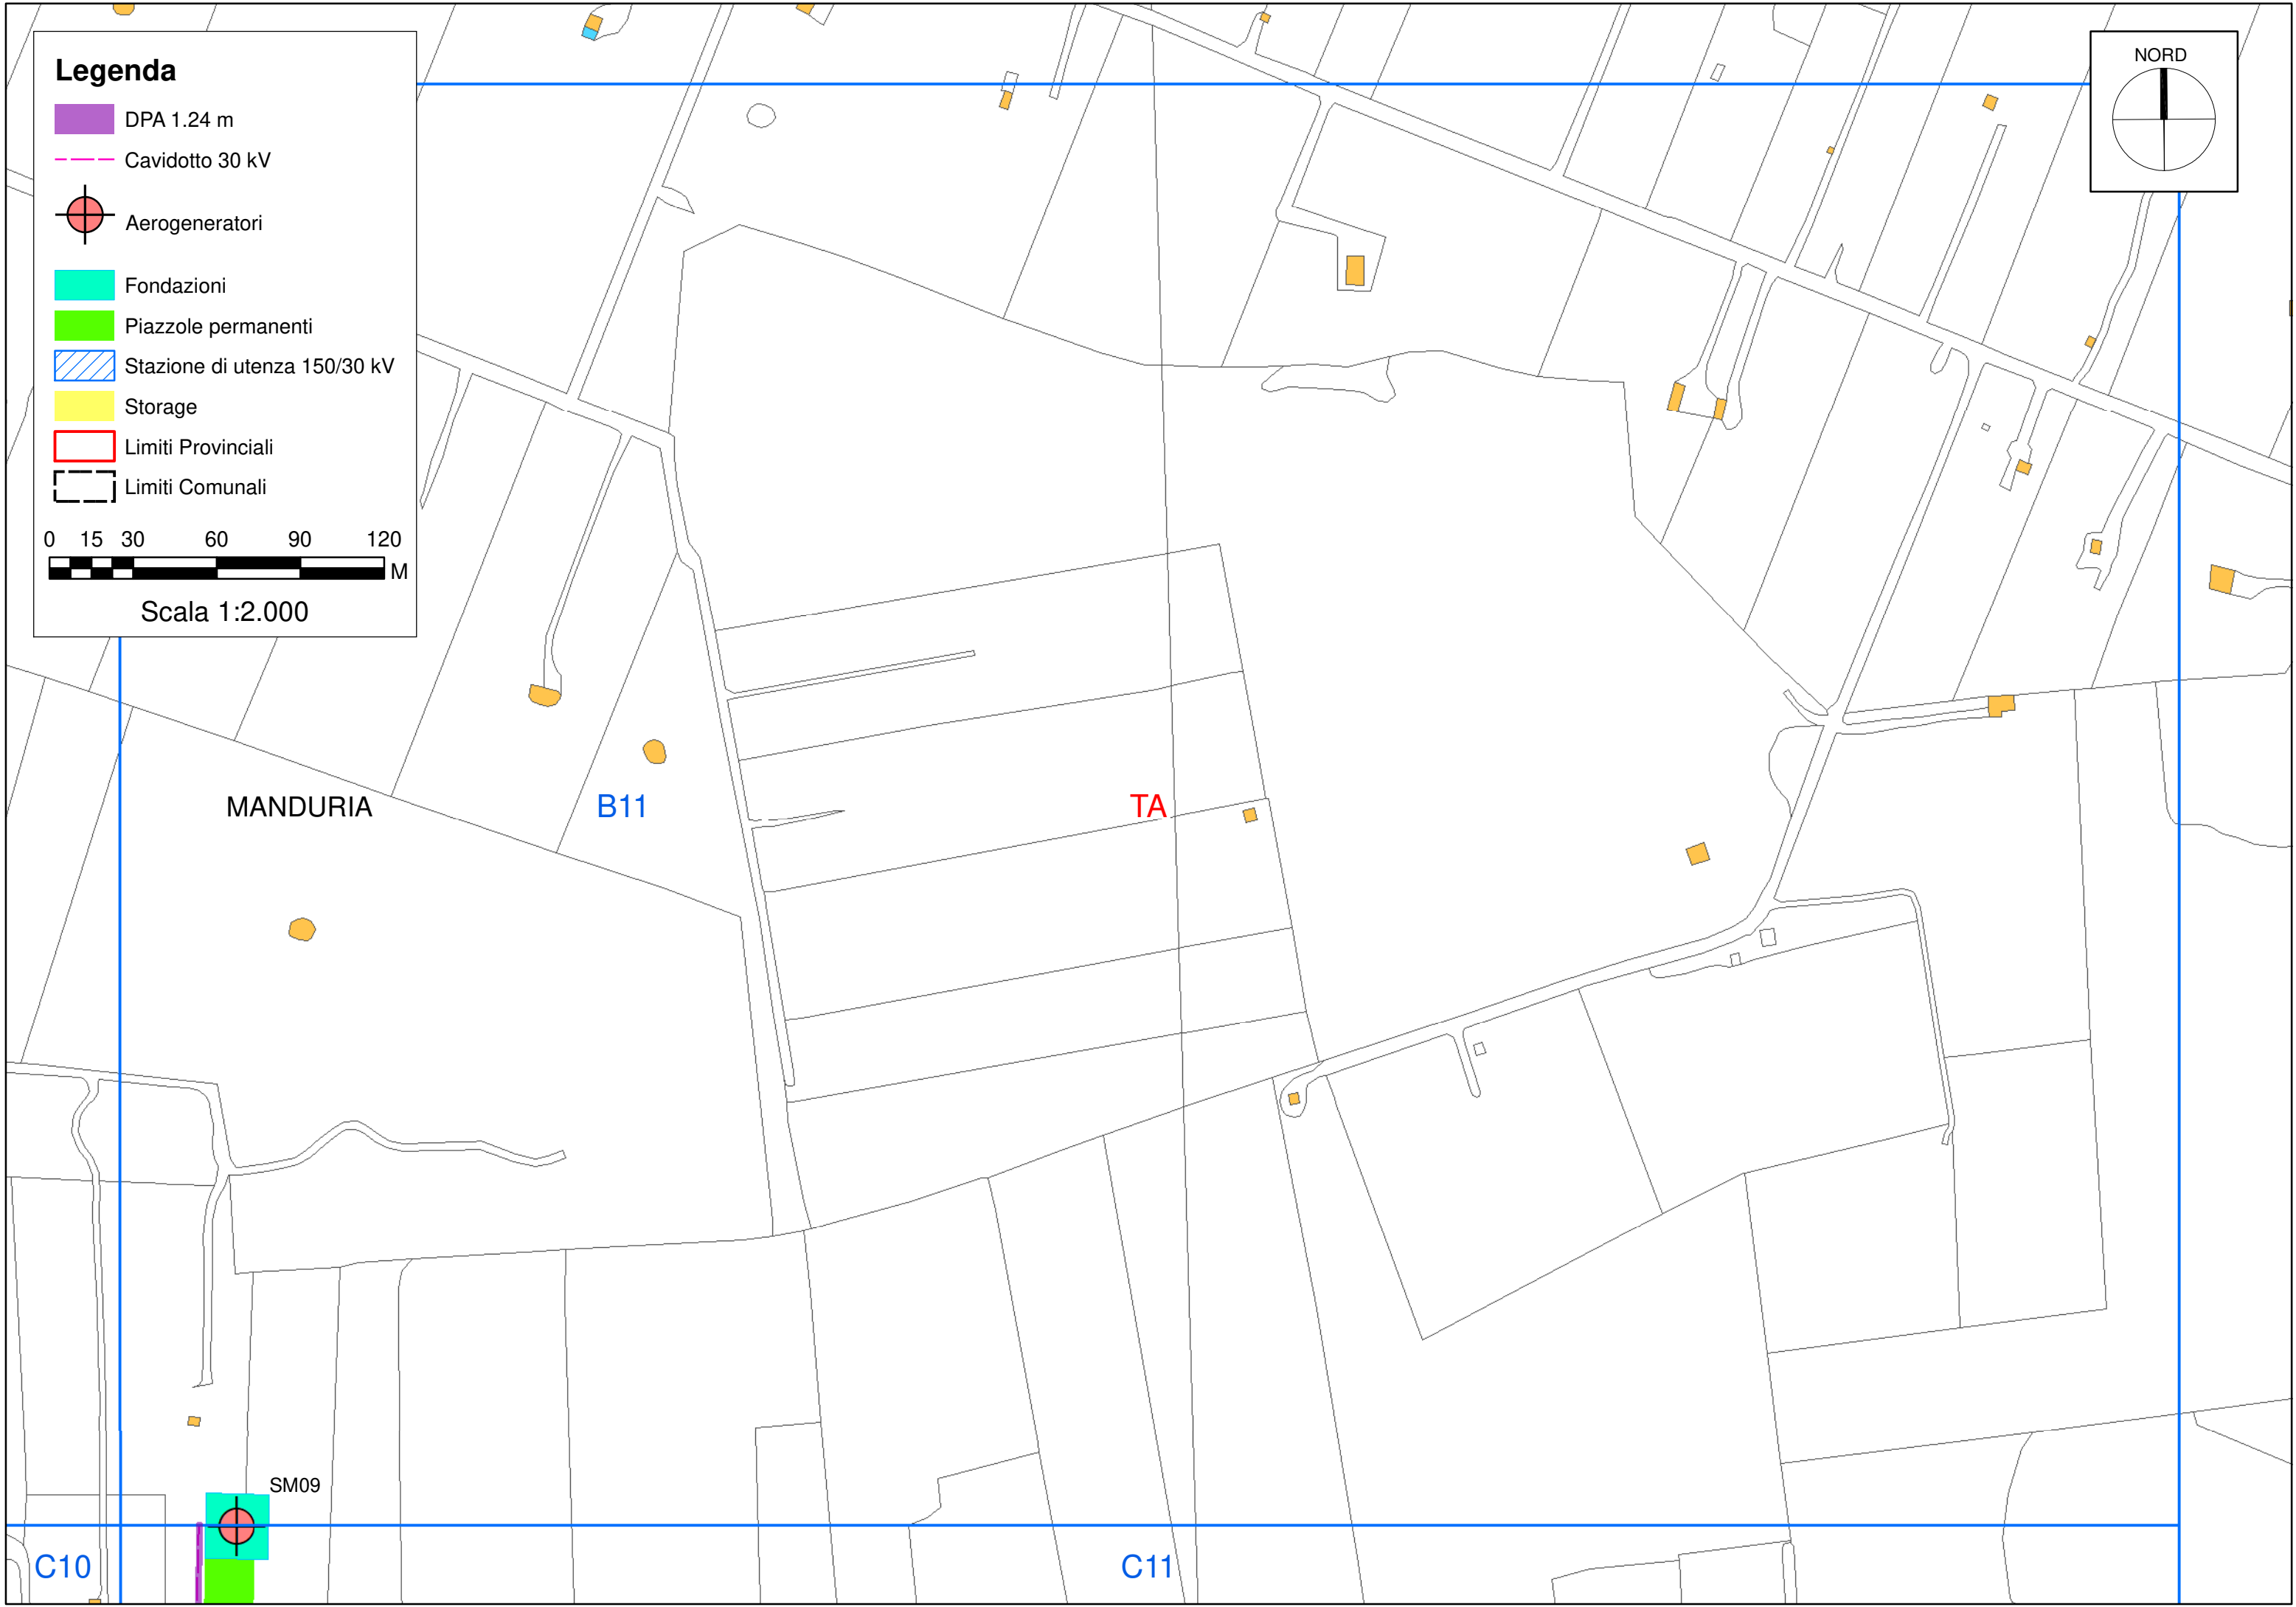 Legenda
DPA 1.24 m
Cavidotto 30 kV
Aerogeneratori
Fondazioni
Piazzole permanenti
Stazione di utenza 150/30 kV
Storage
Limiti Provinciali
Limiti Comunali
0 15 30 60 90 120
M
Scala 1:2.000
NORD
MANDURIA
B11
TA
SM09
C10
C11